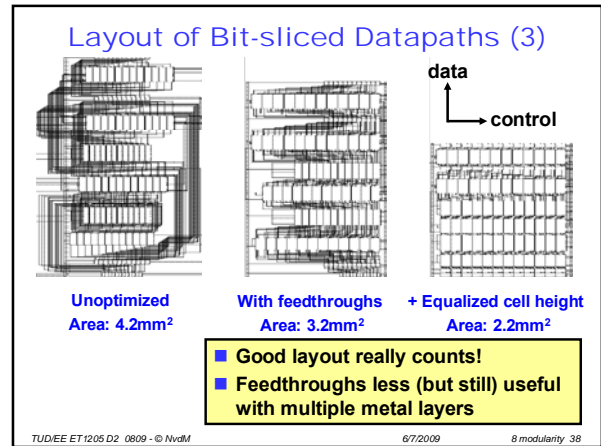 Layout of Bit-sliced Datapaths (3)
data
control
Unoptimized
Area: 4.2mm²
With feedthroughs
Area: 3.2mm²
+ Equalized cell height
Area: 2.2mm²
■ Good layout really counts!
■ Feedthroughs less (but still) useful
with multiple metal layers
TUD/EE ET1205 D2 0809 - © NvdM
6/7/2009
8 modularity 38